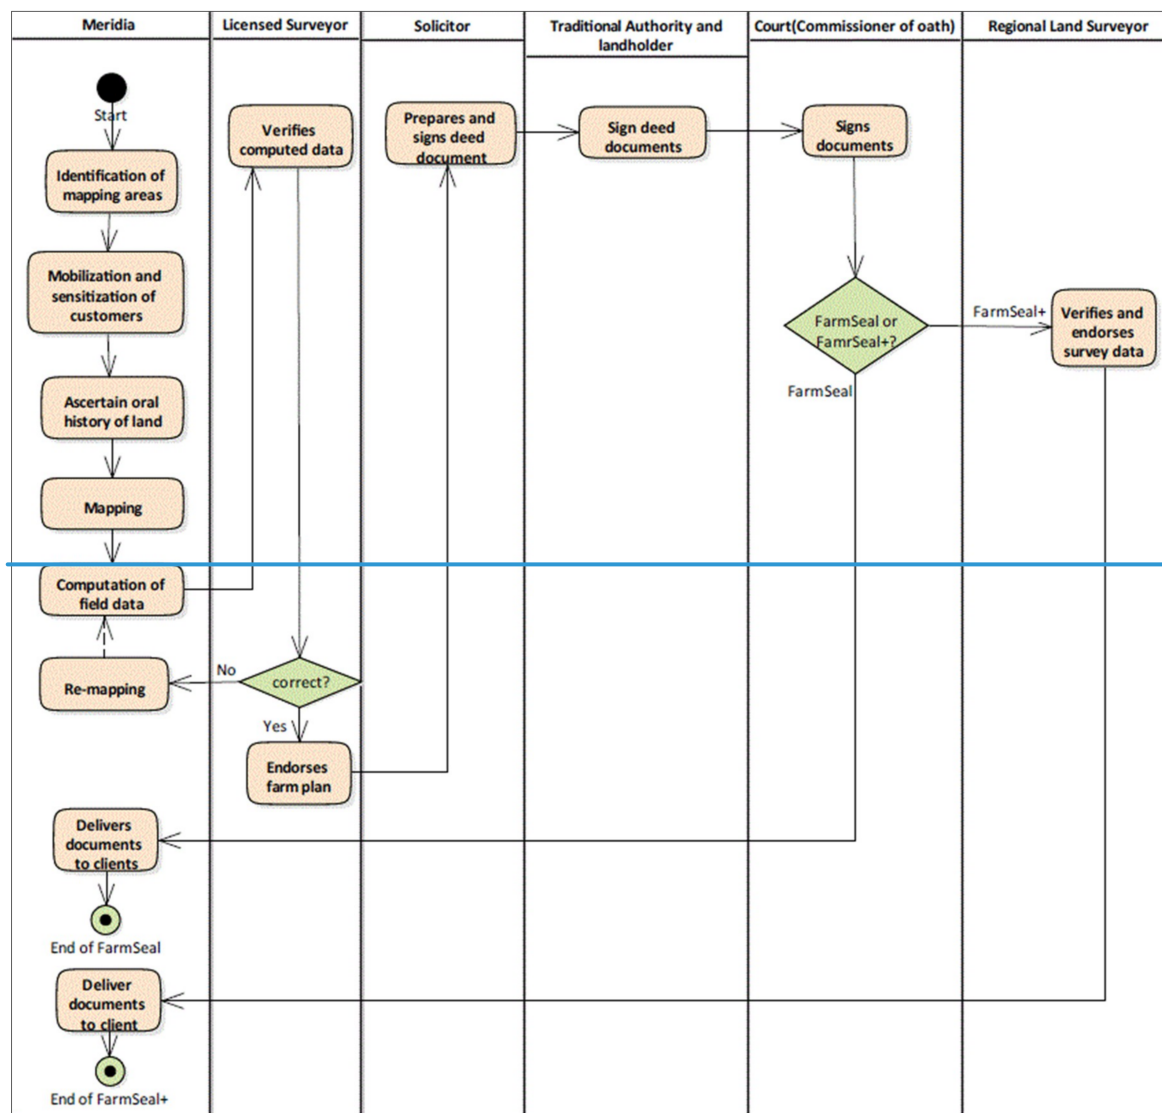 Meridia
Licensed Surveyor
Solicitor
Traditional Authority and
landholder
Court(Commissioner of oath)
Regional Land Surveyor
Start
Identification of
mapping areas
Mobilization and
sensitization of
customers
Ascertain oral
history of land
Mapping
Computation of
field data
Re-mapping
Delivers
documents
to clients
End of FarmSeal
Deliver
documents
to client
End of FarmSeal+
Verifies
computed data
No
correct?
Yes
Endorses
farm plan
Prepares and
signs deed
document
Sign deed
documents
Signs
documents
FarmSeal or
FamrSeal+?
FarmSeal
FarmSeal+
Verifies and
endorses
survey data